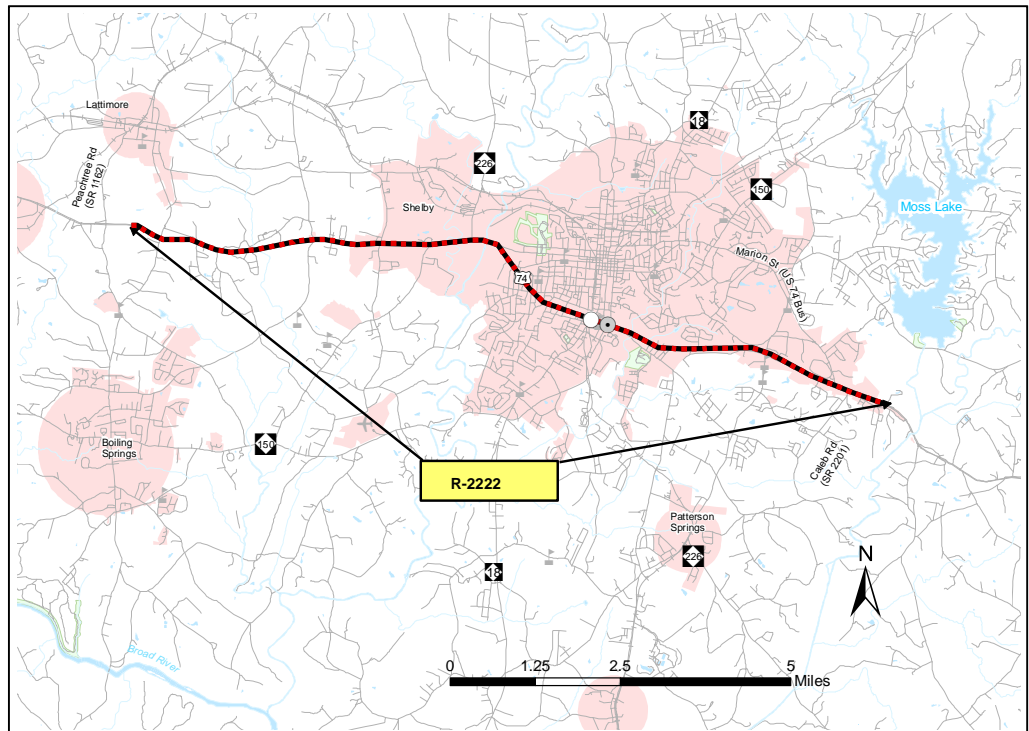 18
Lattimore
226
Peachtree Rd
(SR 1162)
150
Shelby
Moss Lake
Marion St (US 74 Bus)
74
Boiling
Springs
150
Caleb Rd
(SR 2201)
R-2222
Patterson
Springs
226
N
18
Broad River
0 1.25 2.5 5
Miles